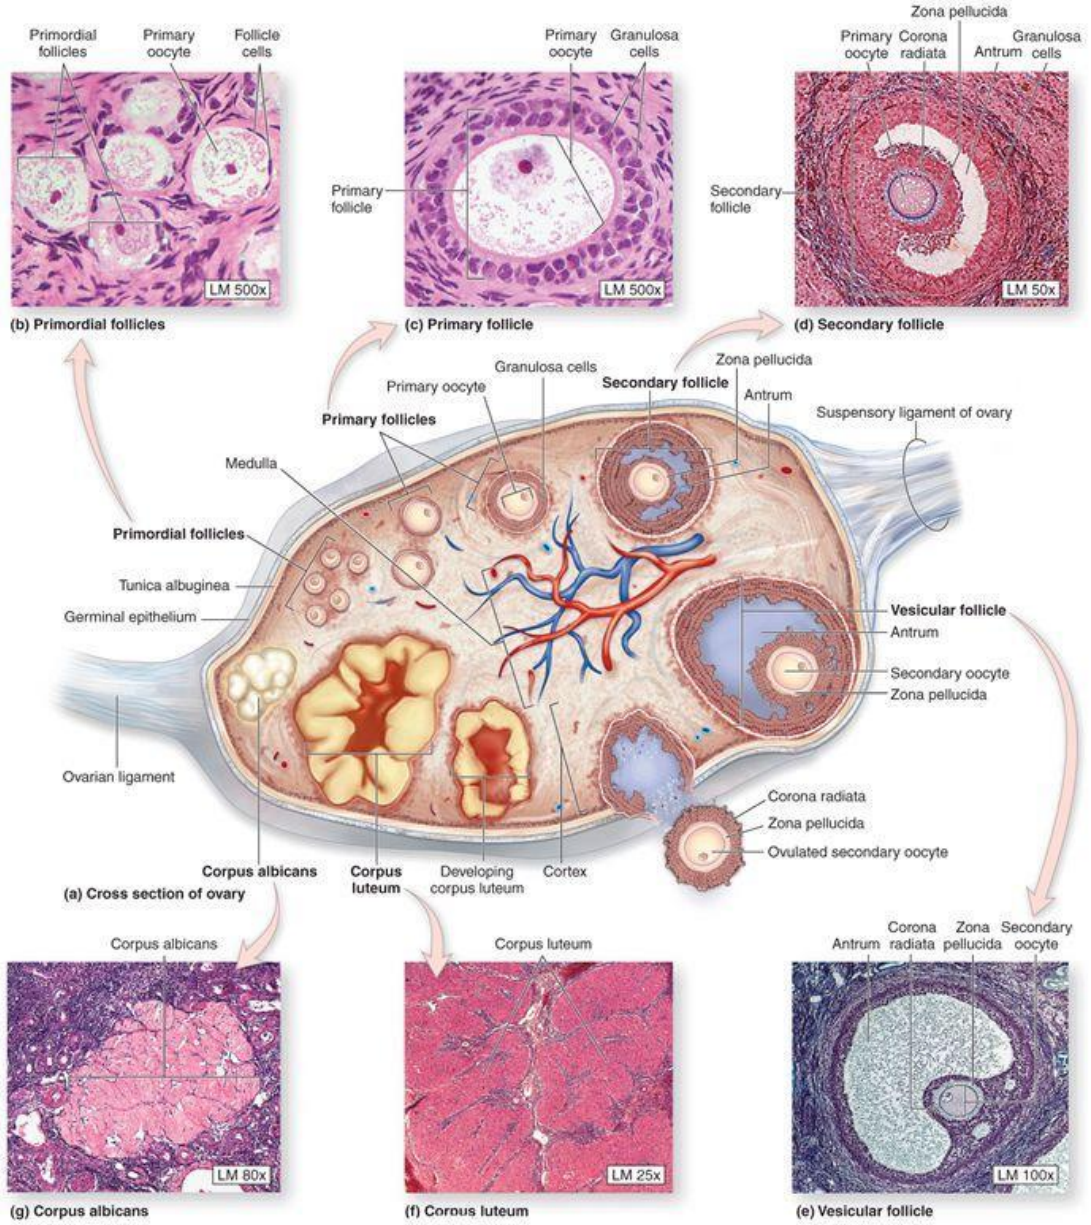 Primordial
follicles
Primary
oocyte
Follicle
cells
LM 500x
(b) Primordial follicles
Primary
oocyte
Granulosa
cells
Primary
follicle
LM 500x
(c) Primary follicle
Zona pellucida
Primary
oocyte
Corona
radiata
Antrum
Granulosa
cells
Secondary
follicle
LM 50x
(d) Secondary follicle
Granulosa cells
Primary oocyte
Primary follicles
Medulla
Secondary follicle
Zona pellucida
Antrum
Suspensory ligament of ovary
Primordial follicles
Tunica albuginea
Germinal epithelium
Ovarian ligament
Vesicular follicle
Antrum
Secondary oocyte
Zona pellucida
Corona radiata
Zona pellucida
Ovulated secondary oocyte
Corpus albicans
Corpus
luteum
Developing
corpus luteum
Cortex
(a) Cross section of ovary
Corpus albicans
LM 80x
(g) Corpus albicans
Corpus luteum
LM 25x
(f) Corpus luteum
Antrum
Corona
radiata
Zona
pellucida
Secondary
oocyte
LM 100x
(e) Vesicular follicle